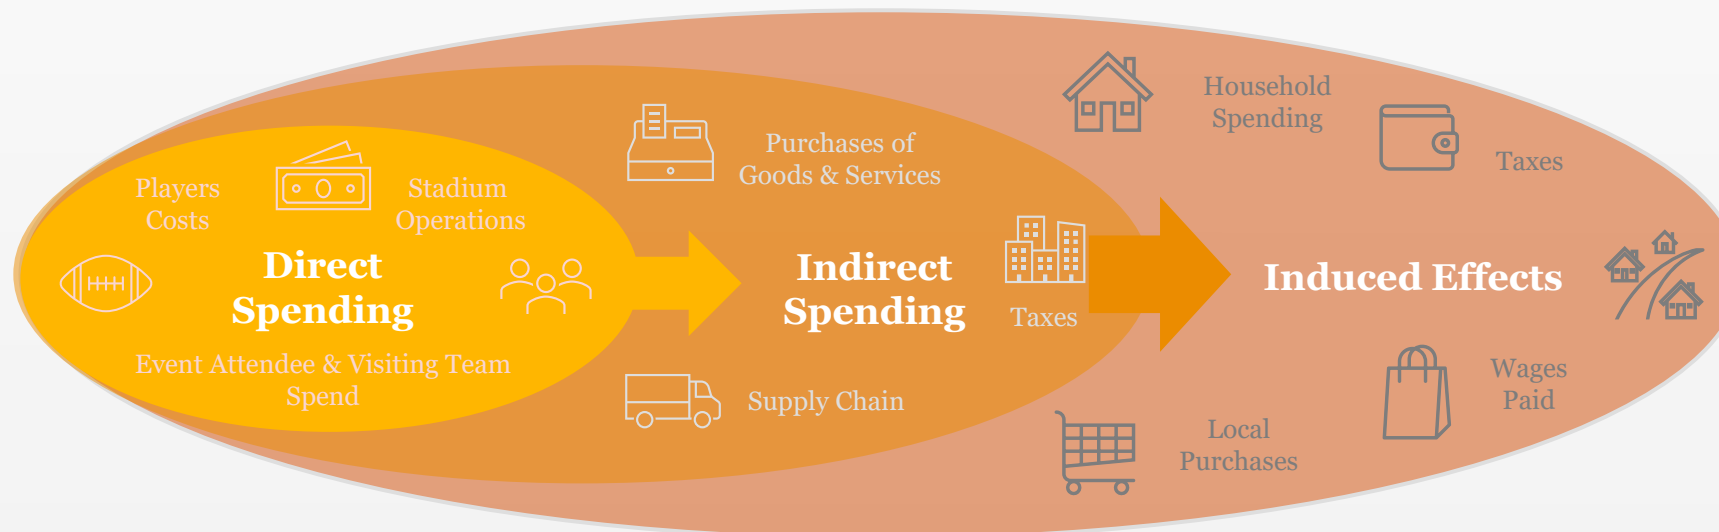 Players
Costs
Stadium
Operations
Direct
Spending
Event Attendee & Visiting Team
Spend
Purchases of
Goods & Services
Indirect
Spending
Taxes
Supply Chain
Household
Spending
Taxes
Induced Effects
Wages
Paid
Local
Purchases